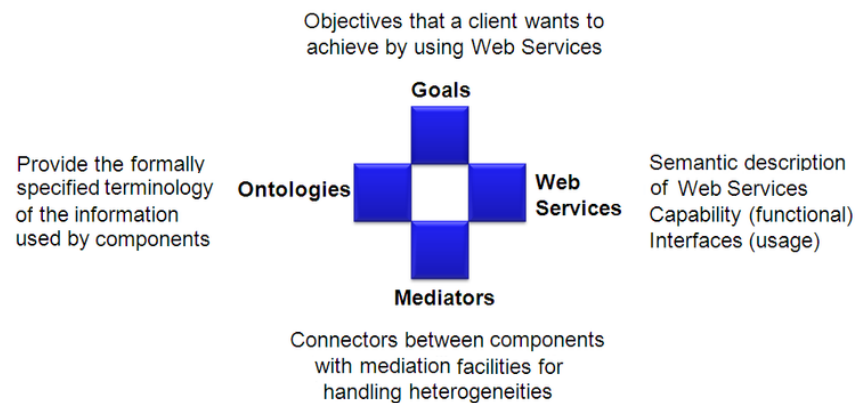 Objectives that a client wants to
achieve by using Web Services
Goals
Provide the formally
specified terminology
of the information
used by components
Ontologies
Web
Services
Semantic description
of Web Services
Capability (functional)
Interfaces (usage)
Mediators
Connectors between components
with mediation facilities for
handling heterogeneities